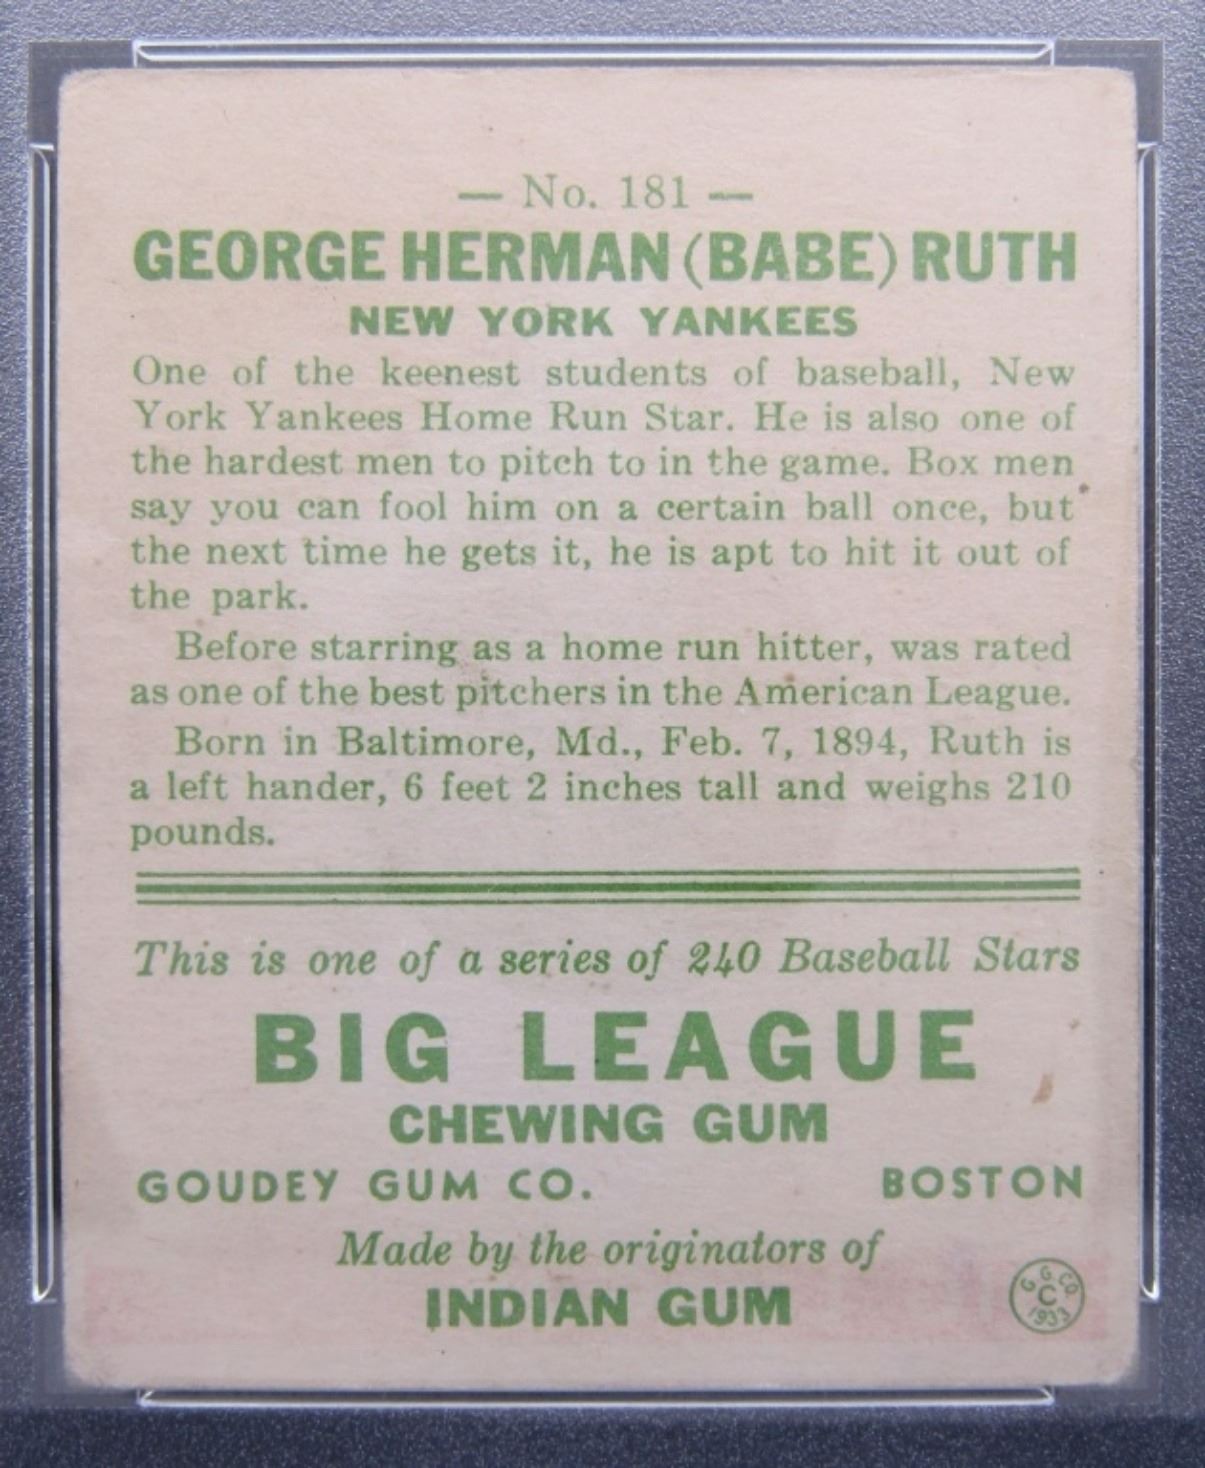 — No. 181 —
GEORGE HERMAN (BABE) RUTH
NEW YORK YANKEES
One of the keenest students of baseball, New
York Yankees Home Run Star. He is also one of
the hardest men to pitch to in the game. Box men
say you can fool him on a certain ball once, but
the next time he gets it, he is apt to hit it out of
the park.
Before starring as a home run hitter, was rated
as one of the best pitchers in the American League.
Born in Baltimore, Md., Feb. 7, 1894, Ruth is
a left hander, 6 feet 2 inches tall and weighs 210
pounds.
This is one of a series of 240 Baseball Stars
BIG LEAGUE
CHEWING GUM
GOUDEY GUM CO. BOSTON
Made by the originators of
INDIAN GUM
G. G. CO.
C
1933